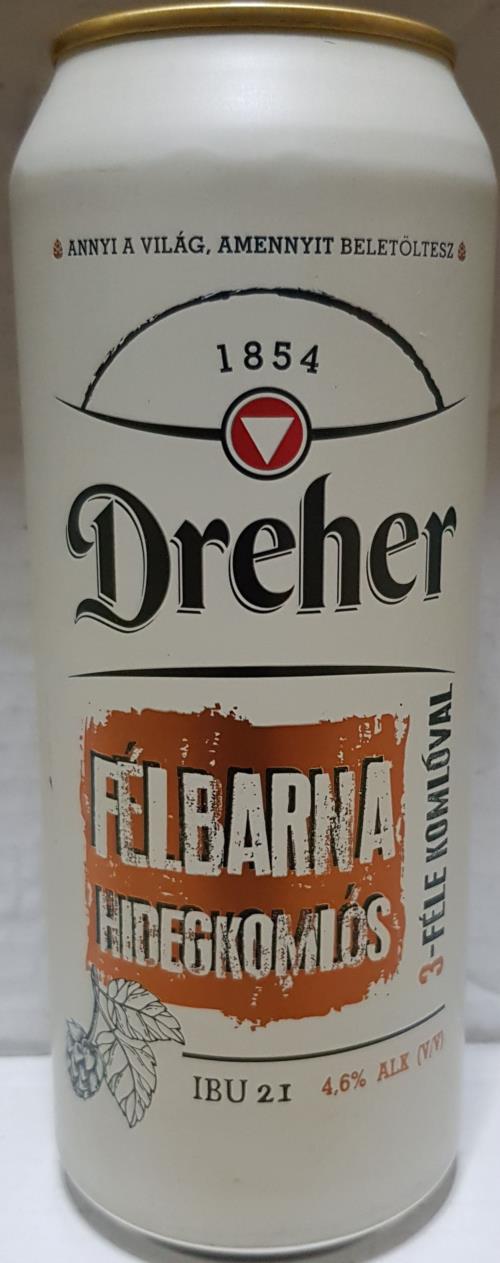 ANNYI A VILÁG, AMENNYIT BELETÖLTESZ
1854
Dreher
FÉLBARNA
HIDEGKOMLÓS
3-FÉLE KOMLÓVAL
IBU 21
4,6% ALK (V/V)